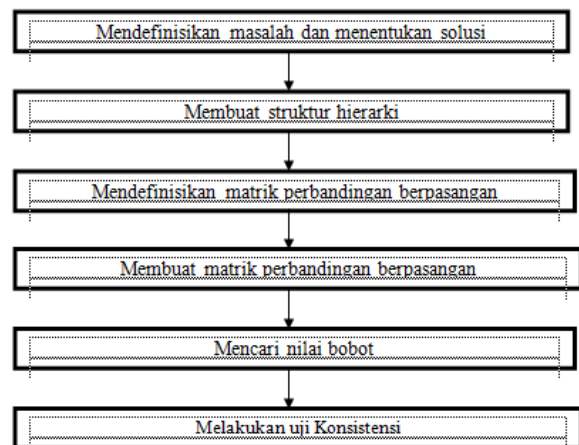 Mendefinisikan masalah dan menentukan solusi
Membuat struktur hierarki
Mendefinisikan matrik perbandingan berpasangan
Membuat matrik perbandingan berpasangan
Mencari nilai bobot
Melakukan uji Konsistensi